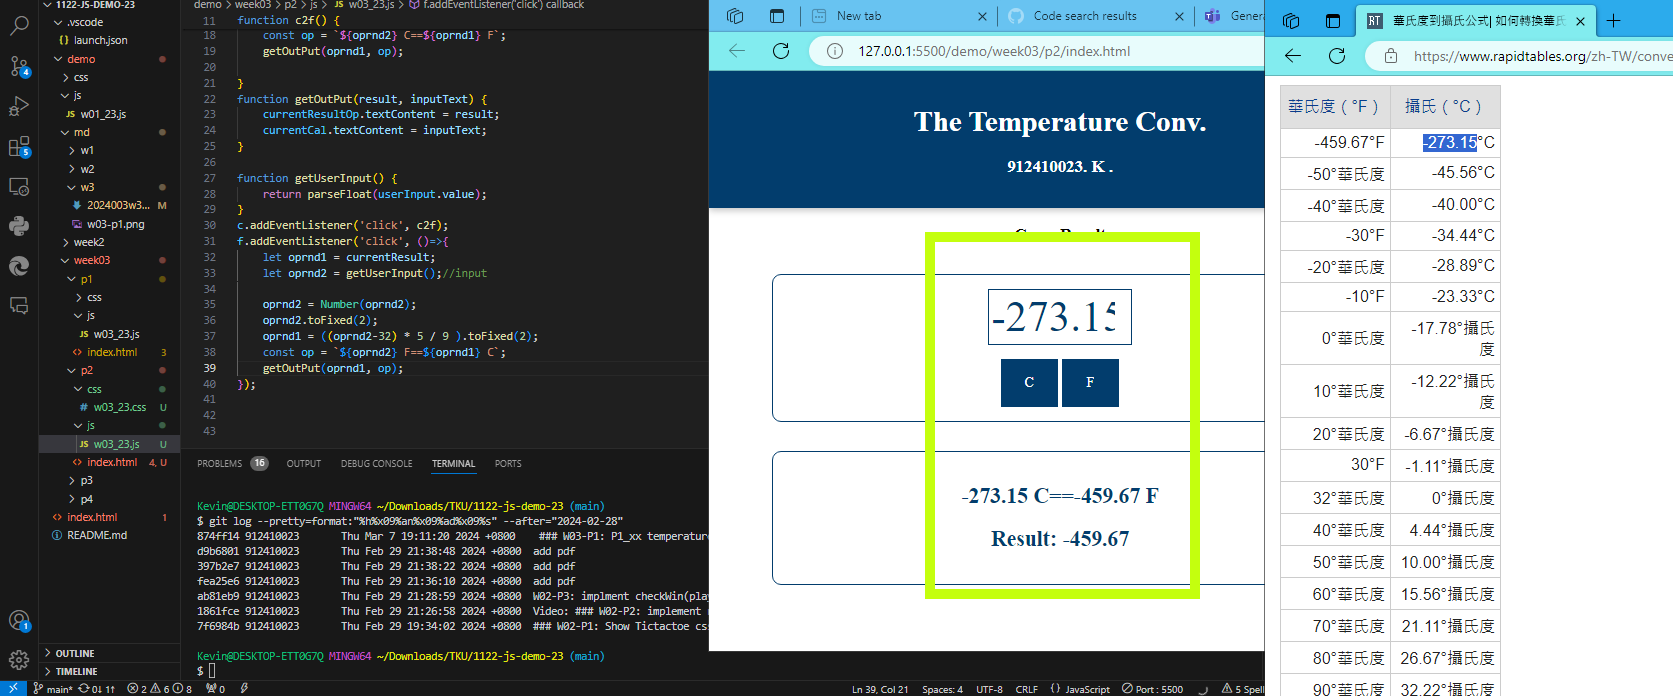 1122-JS-DEMO-23
.vscode
{} launch.json
demo
css
js
JS w01_23.js
md
w1
w2
w3
2024003w3... M
w03-p1.png
week2
week03
p1
css
js
JS w03_23.js
<> index.html 3
p2
css
# w03_23.css U
js
JS w03_23.js U
<> index.html 4, U
p3
p4
<> index.html 1
README.md
OUTLINE
TIMELINE
4
5
1
demo > week03 > p2 > js > JS w03_23.js > f.addEventListener('click') callback
11 function c2f() {
18 const op = `${oprnd2} C==${oprnd1} F`;
19 getOutPut(oprnd1, op);
20
21 }
22 function getOutPut(result, inputText) {
23 currentResultOp.textContent = result;
24 currentCal.textContent = inputText;
25 }
26
27 function getUserInput() {
28 return parseFloat(userInput.value);
29 }
30 c.addEventListener('click', c2f);
31 f.addEventListener('click', ()=>{
32 let oprnd1 = currentResult;
33 let oprnd2 = getUserInput();//input
34
35 oprnd2 = Number(oprnd2);
36 oprnd2.toFixed(2);
37 oprnd1 = ((oprnd2-32) * 5 / 9 ).toFixed(2);
38 const op = `${oprnd2} F==${oprnd1} C`;
39 getOutPut(oprnd1, op);
40 });
41
42
43
PROBLEMS 16 OUTPUT DEBUG CONSOLE TERMINAL PORTS
Kevin@DESKTOP-ETT0G7Q MINGW64 ~/Downloads/TKU/1122-js-demo-23 (main)
$ git log --pretty=format:"%h%x09%an%x09%ad%x09%s" --after="2024-02-28"
874ff14 912410023 Thu Mar 7 19:11:20 2024 +0800 ### W03-P1: P1_xx temperatur
d9b6801 912410023 Thu Feb 29 21:38:48 2024 +0800 add pdf
397b2e7 912410023 Thu Feb 29 21:38:22 2024 +0800 add pdf
fea25e6 912410023 Thu Feb 29 21:36:10 2024 +0800 add pdf
ab81eb9 912410023 Thu Feb 29 21:28:59 2024 +0800 W02-P3: implment checkWin(pla
1861fce 912410023 Thu Feb 29 21:26:58 2024 +0800 Video: ### W02-P2: implement
7f6984b 912410023 Thu Feb 29 19:34:02 2024 +0800 ### W02-P1: Show Tictactoe cs
Kevin@DESKTOP-ETT0G7Q MINGW64 ~/Downloads/TKU/1122-js-demo-23 (main)
$
main* 0↓ 1↑ 2 6 8 0
Ln 39, Col 21 Spaces: 4 UTF-8 CRLF {} JavaScript Port : 5500 5 Spell
New tab
Code search results
Gener
127.0.0.1:5500/demo/week03/p2/index.html
The Temperature Conv.
912410023. K .
-273.15
C F
-273.15 C==-459.67 F
Result: -459.67
RT 華氏度到攝氏公式| 如何轉換華氏
https://www.rapidtables.org/zh-TW/conve
華氏度（°F） 攝氏（°C）
-459.67°F -273.15°C
-50°華氏度 -45.56°C
-40°華氏度 -40.00°C
-30°F -34.44°C
-20°華氏度 -28.89°C
-10°F -23.33°C
0°華氏度 -17.78°攝氏
度
10°華氏度 -12.22°攝氏
度
20°華氏度 -6.67°攝氏度
30°F -1.11°攝氏度
32°華氏度 0°攝氏度
40°華氏度 4.44°攝氏度
50°華氏度 10.00°攝氏度
60°華氏度 15.56°攝氏度
70°華氏度 21.11°攝氏度
80°華氏度 26.67°攝氏度
90°華氏度 32.22°攝氏度